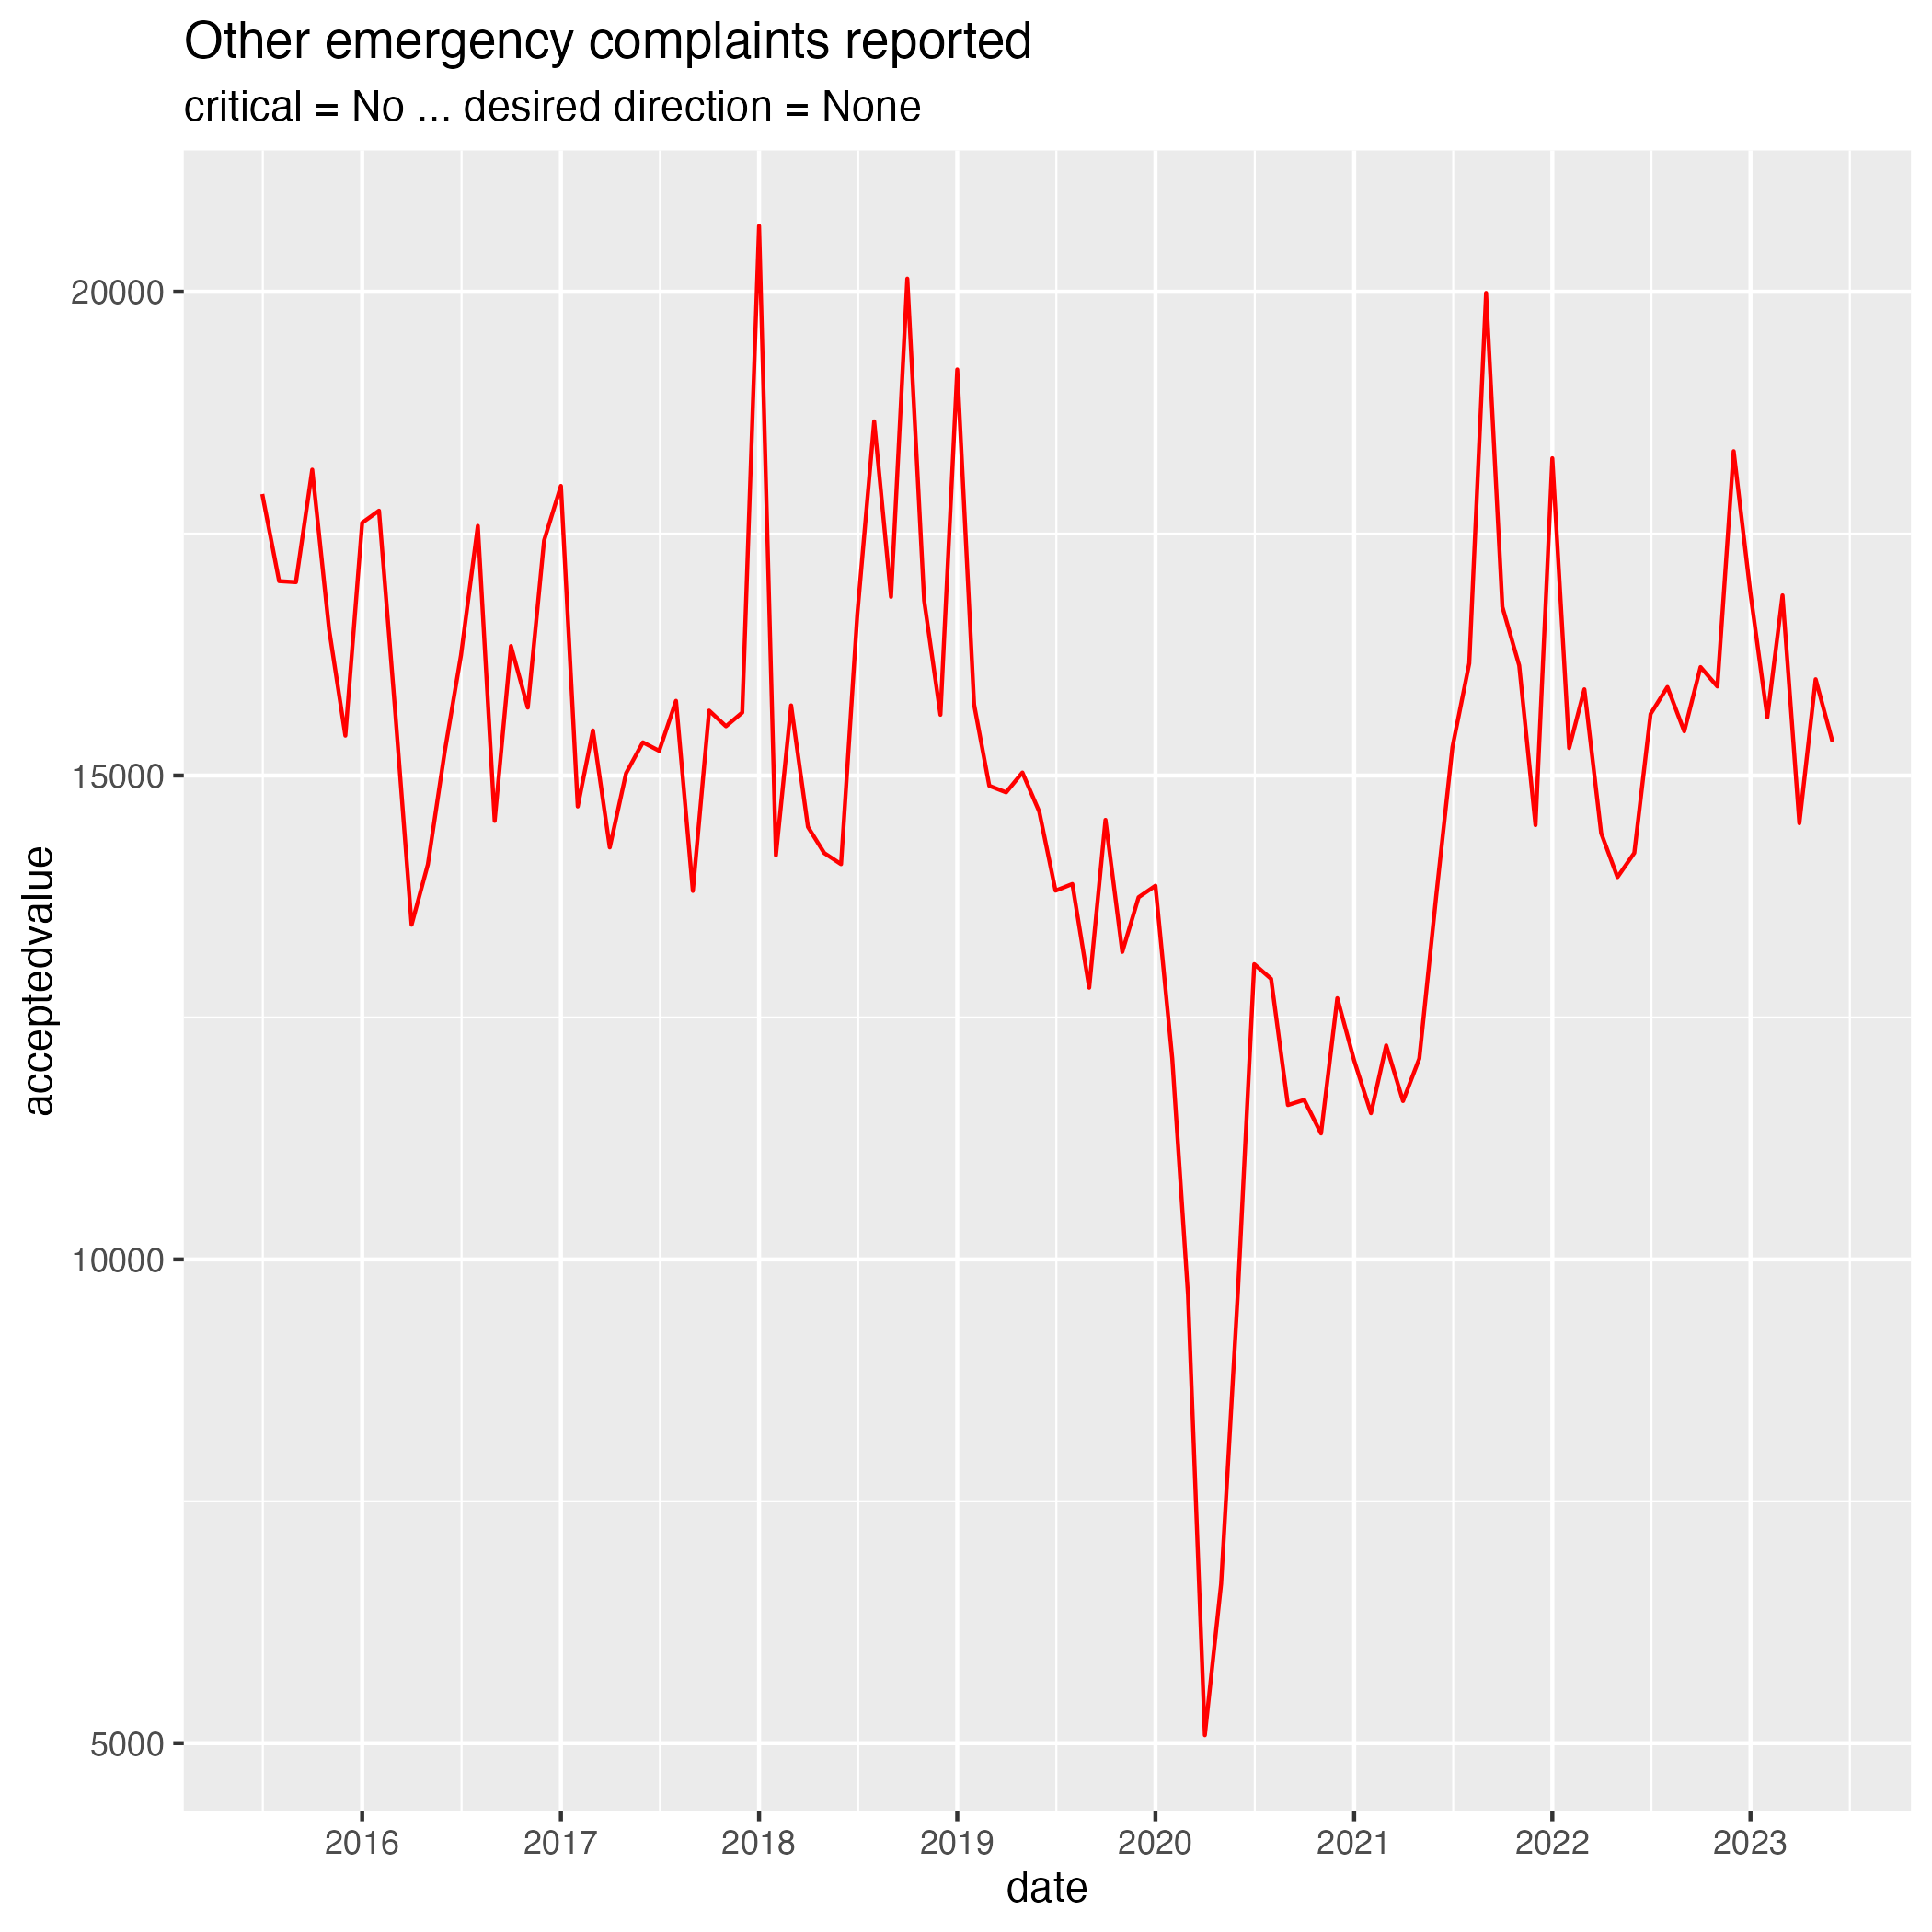 Other emergency complaints reported
critical = No ... desired direction = None
20000
15000
10000
5000
acceptedvalue
2016 2017 2018 2019 2020 2021 2022 2023
date